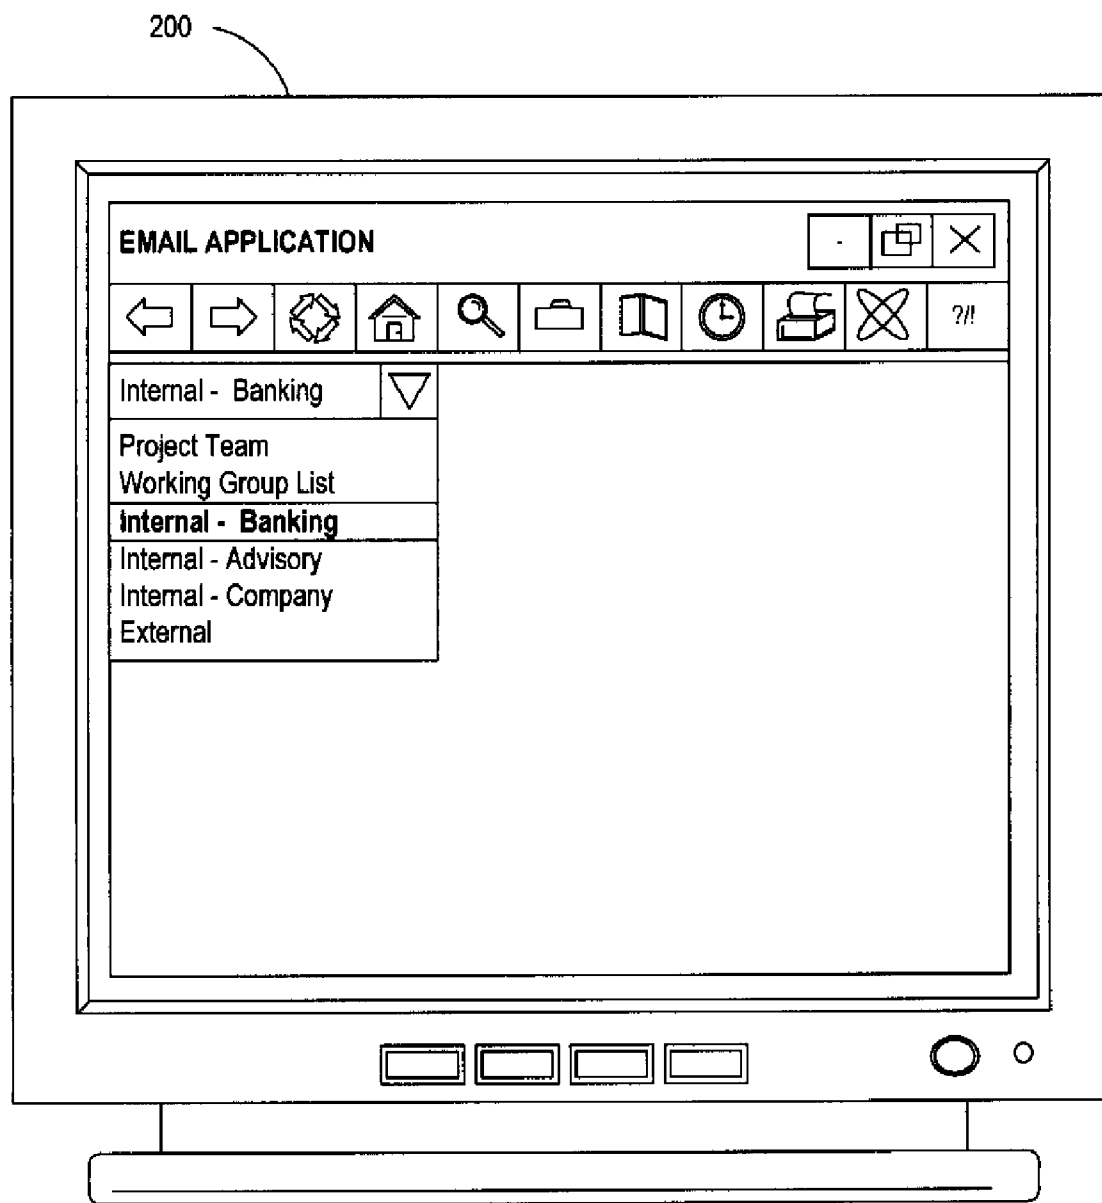 200
EMAIL APPLICATION
?/!
Internal - Banking
Project Team
Working Group List
Internal - Banking
Internal - Advisory
Internal - Company
External